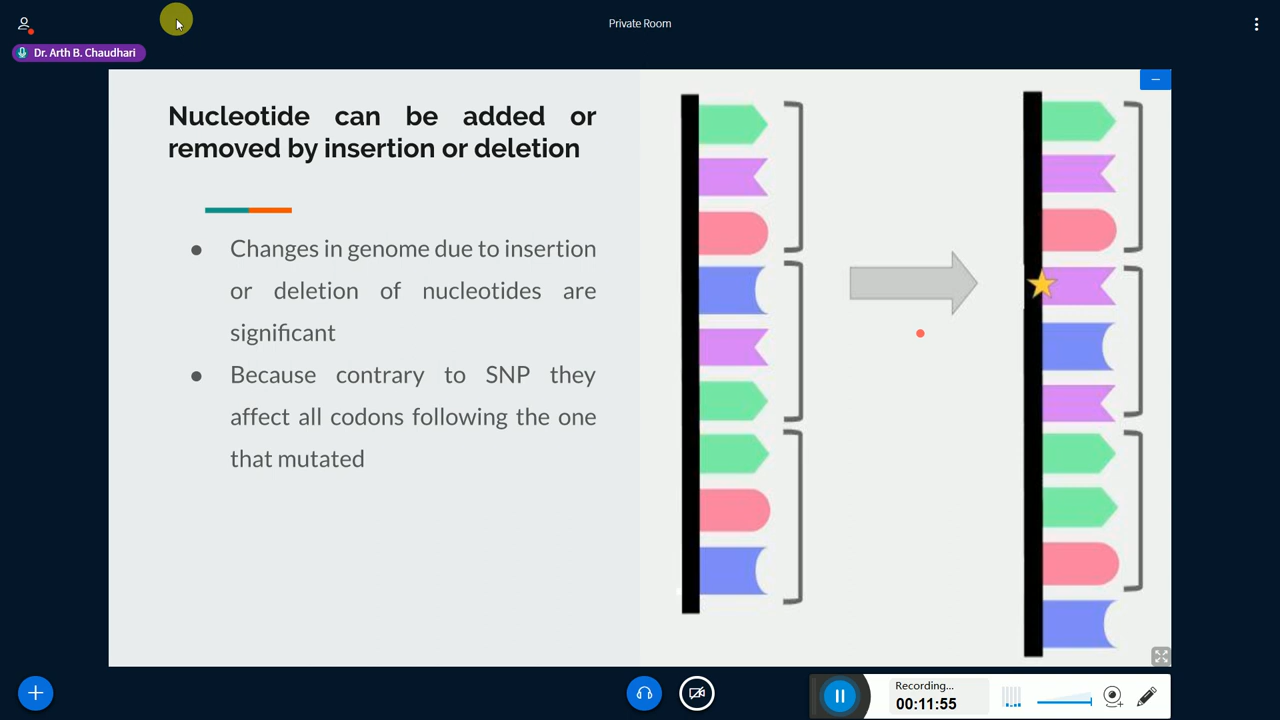 Private Room
Dr. Arth B. Chaudhari
Nucleotide can be added or
removed by insertion or deletion
● Changes in genome due to insertion
or deletion of nucleotides are
significant
● Because contrary to SNP they
affect all codons following the one
that mutated
Recording...
00:11:55